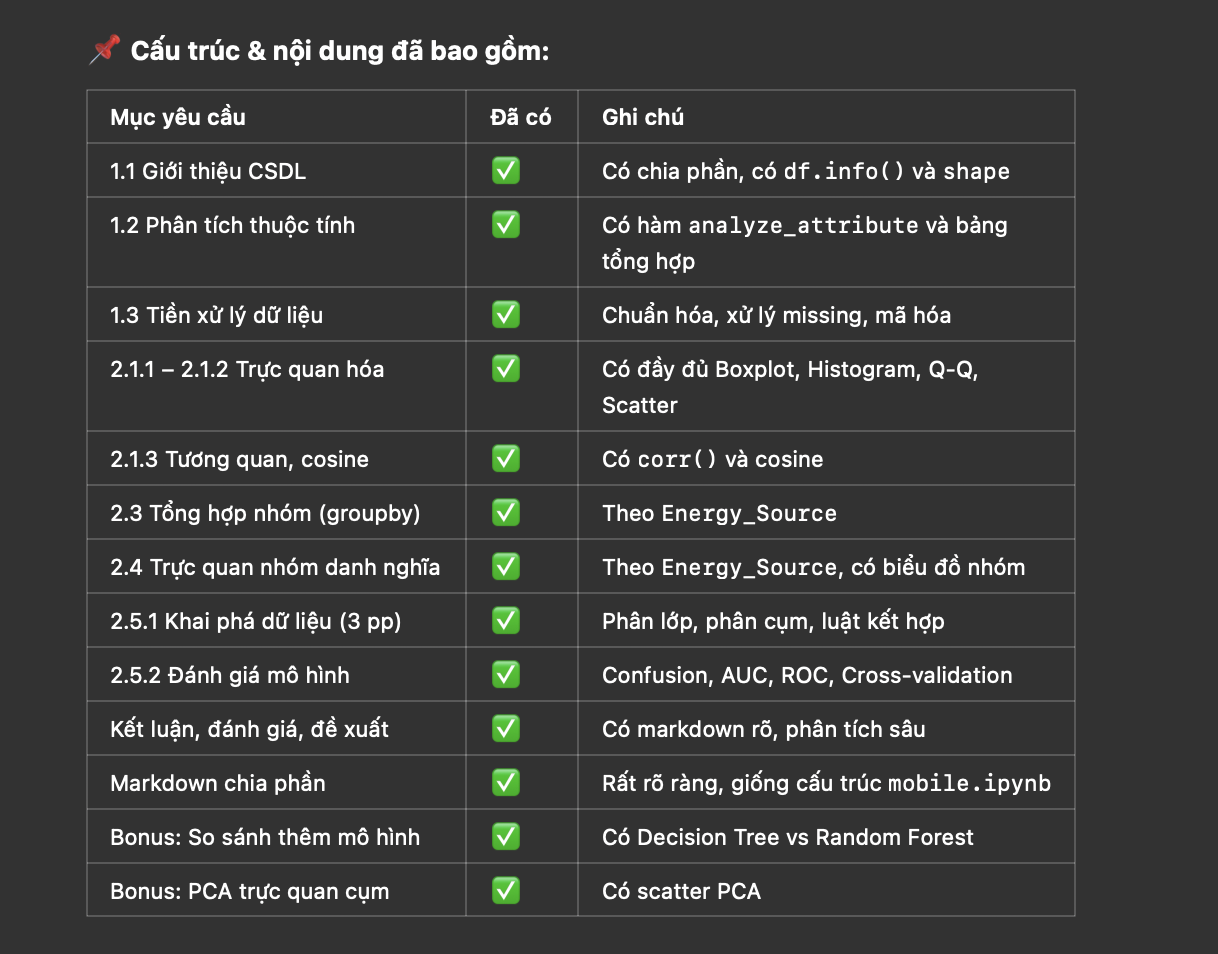 📌 Cấu trúc & nội dung đã bao gồm:
Mục yêu cầu Đã có Ghi chú
1.1 Giới thiệu CSDL ✅ Có chia phần, có df.info() và shape
1.2 Phân tích thuộc tính ✅ Có hàm analyze_attribute và bảng
tổng hợp
1.3 Tiền xử lý dữ liệu ✅ Chuẩn hóa, xử lý missing, mã hóa
2.1.1 – 2.1.2 Trực quan hóa ✅ Có đầy đủ Boxplot, Histogram, Q-Q,
Scatter
2.1.3 Tương quan, cosine ✅ Có corr() và cosine
2.3 Tổng hợp nhóm (groupby) ✅ Theo Energy_Source
2.4 Trực quan nhóm danh nghĩa ✅ Theo Energy_Source, có biểu đồ nhóm
2.5.1 Khai phá dữ liệu (3 pp) ✅ Phân lớp, phân cụm, luật kết hợp
2.5.2 Đánh giá mô hình ✅ Confusion, AUC, ROC, Cross-validation
Kết luận, đánh giá, đề xuất ✅ Có markdown rõ, phân tích sâu
Markdown chia phần ✅ Rất rõ ràng, giống cấu trúc mobile.ipynb
Bonus: So sánh thêm mô hình ✅ Có Decision Tree vs Random Forest
Bonus: PCA trực quan cụm ✅ Có scatter PCA